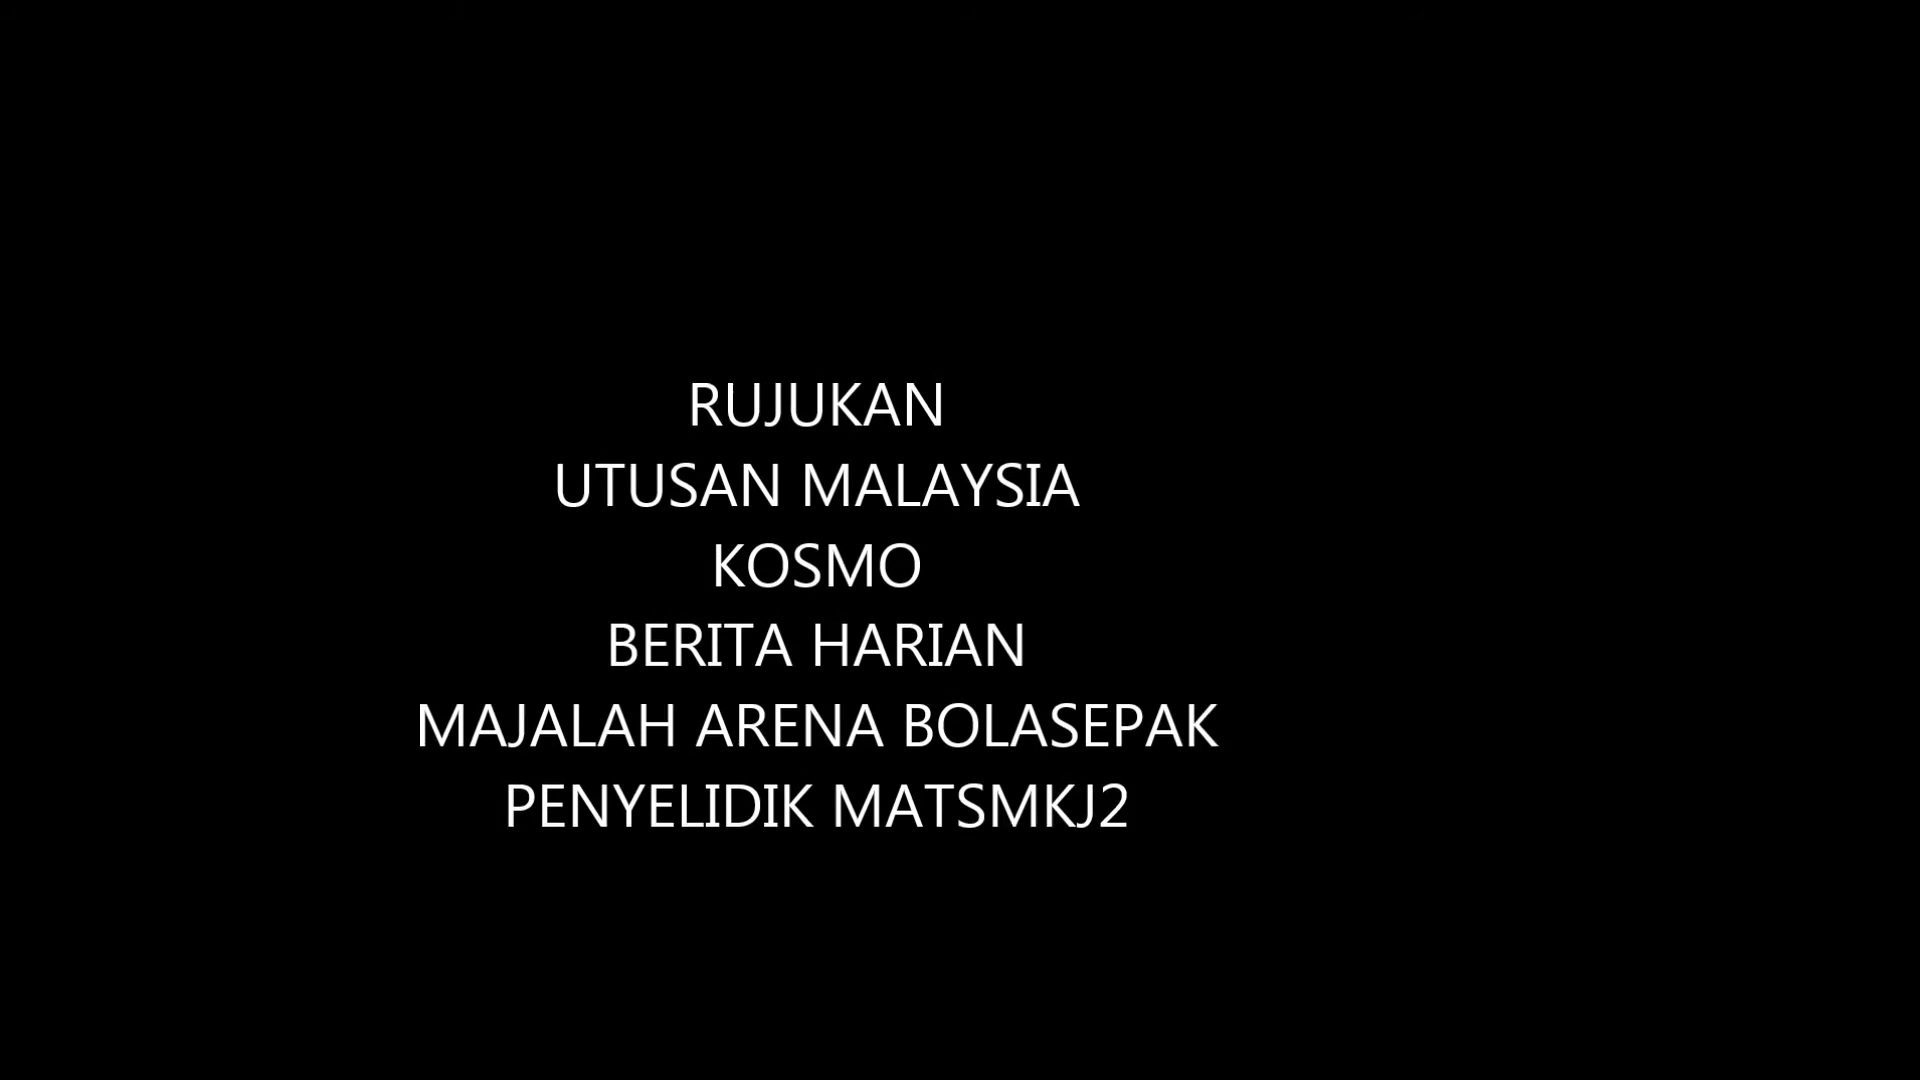 RUJUKAN
UTUSAN MALAYSIA
KOSMO
BERITA HARIAN
MAJALAH ARENA BOLASEPAK
PENYELIDIK MATSMKJ2